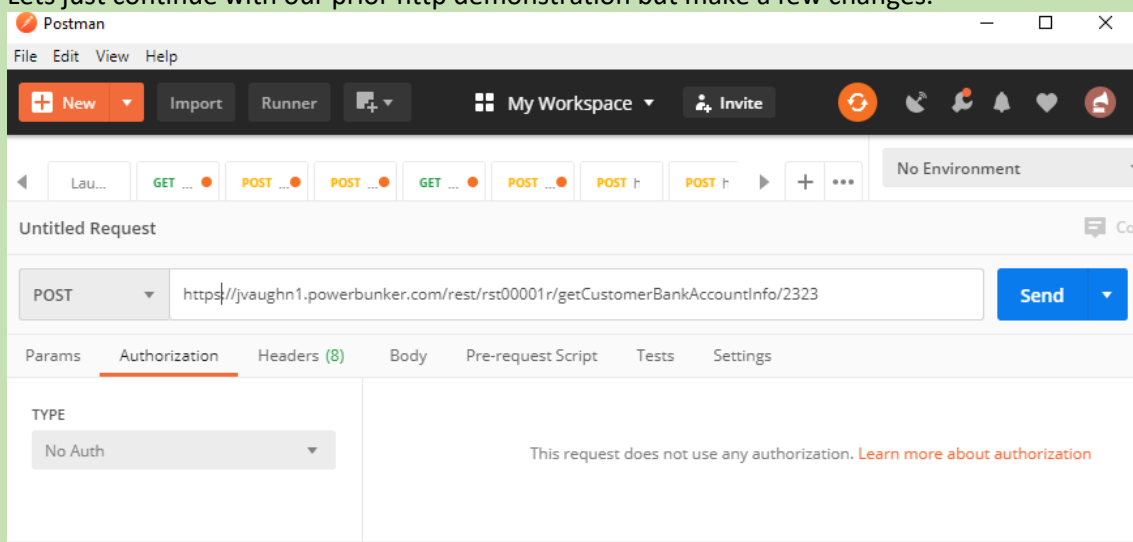 Lets just continue with our prior http demonstration but make a few changes.
Postman
File Edit View Help
New Import Runner My Workspace Invite
Lau... GET ... POST ... POST ... GET ... POST ... POST h POST h No Environment
Untitled Request
POST https://jvaughn1.powerbunker.com/rest/rst00001r/getCustomerBankAccountInfo/2323 Send
Params Authorization Headers (8) Body Pre-request Script Tests Settings
TYPE
No Auth This request does not use any authorization. Learn more about authorization